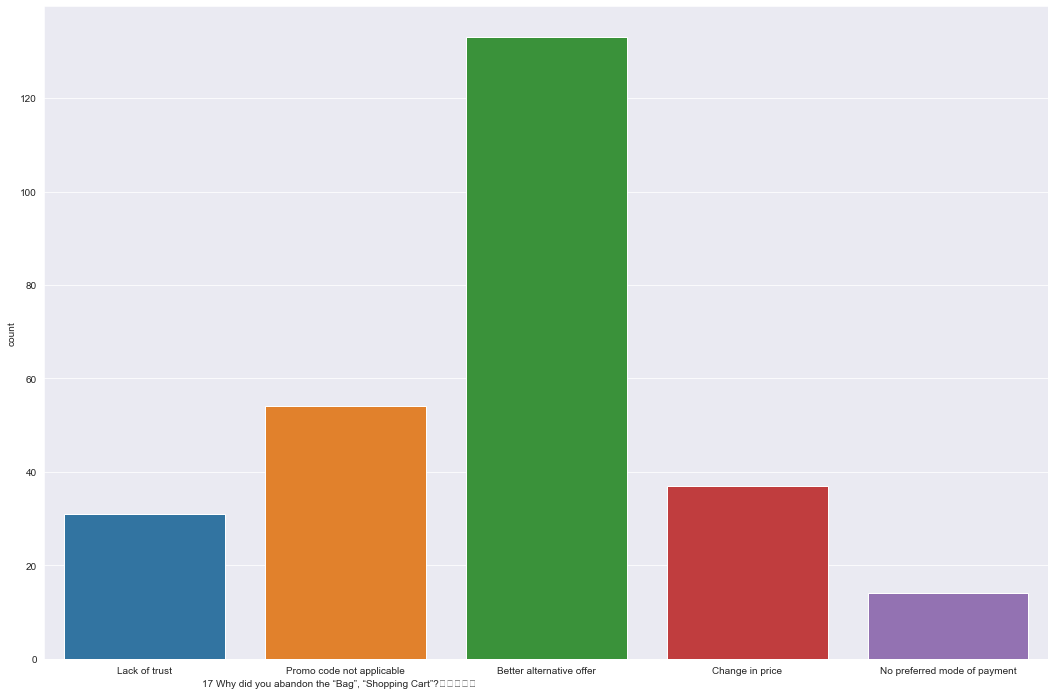 120
100
80
60
40
20
0
count
Lack of trust
Promo code not applicable
Better alternative offer
Change in price
No preferred mode of payment
17 Why did you abandon the “Bag”, “Shopping Cart”?